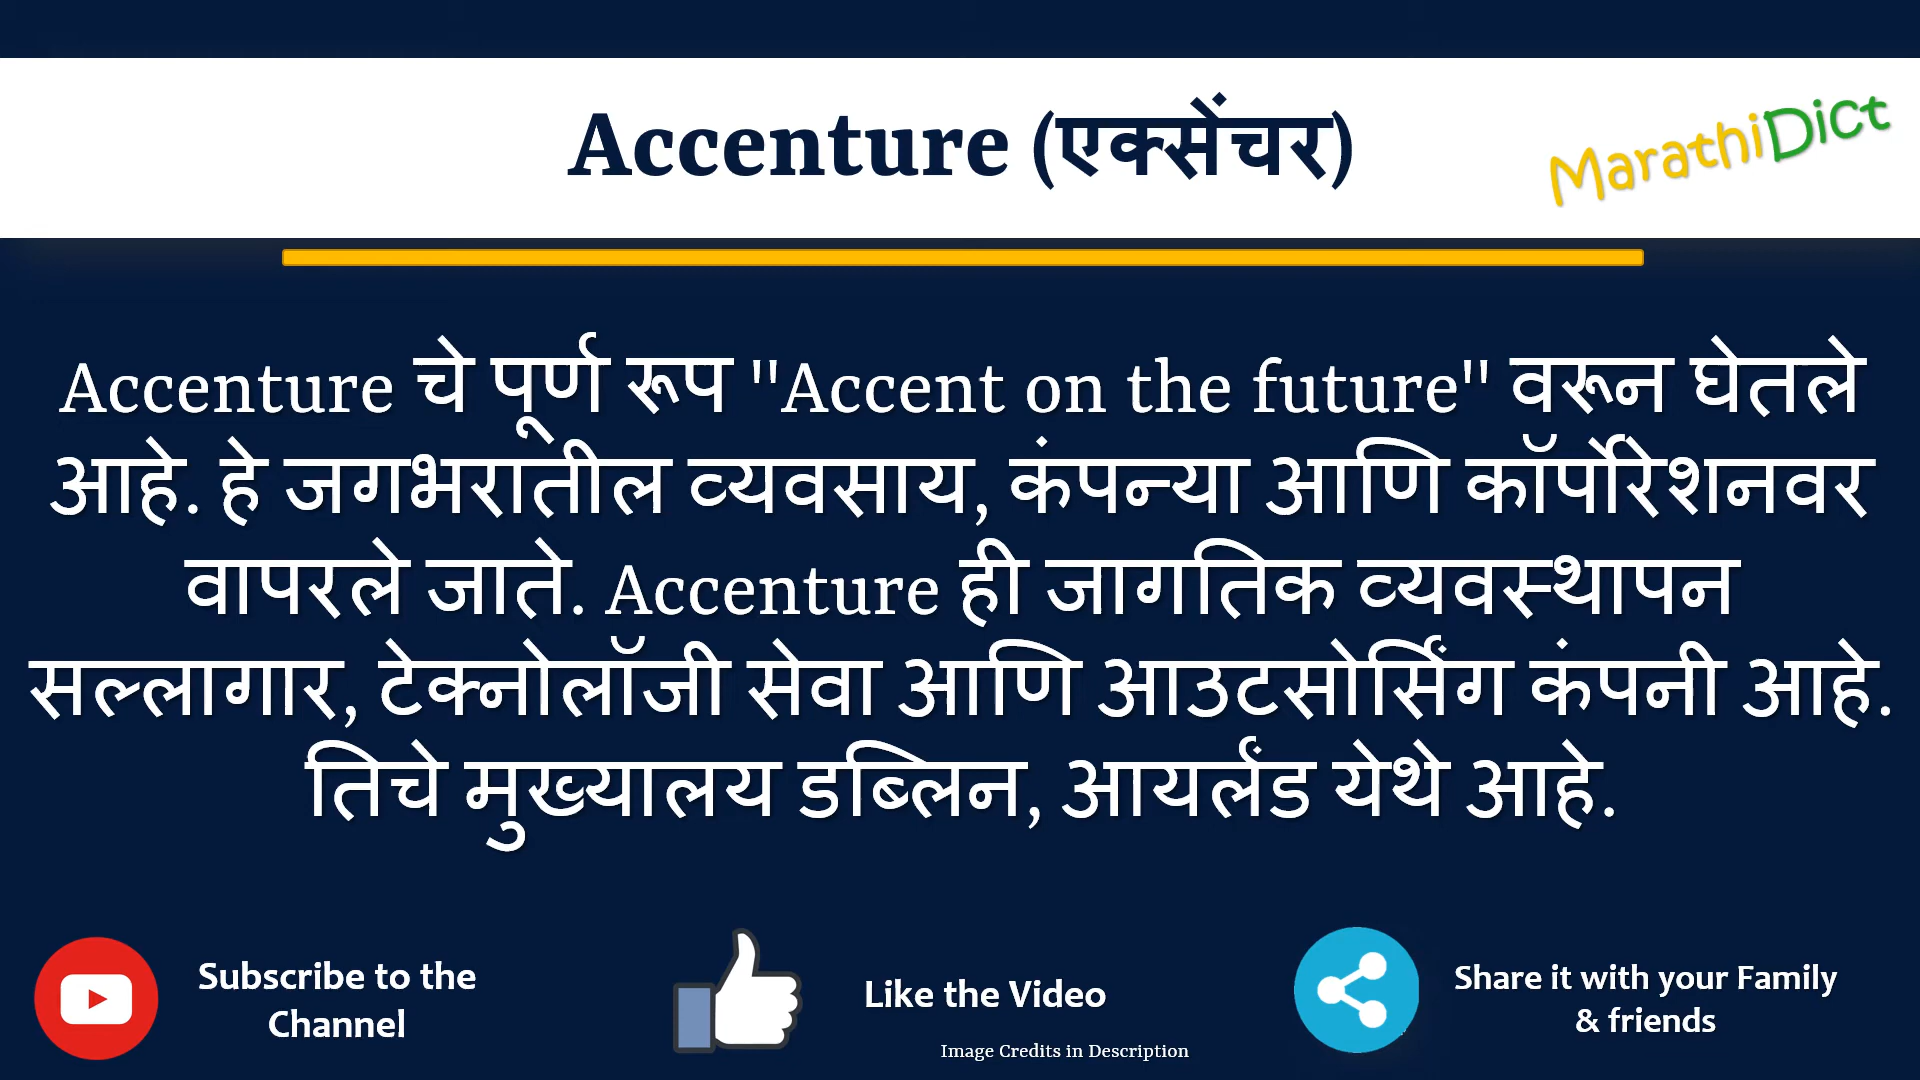 Accenture (एक्सेंचर)
MarathiDict
Accenture चे पूर्ण रूप "Accent on the future" वरून घेतले
आहे. हे जगभरातील व्यवसाय, कंपन्या आणि कॉर्पोरेशनवर
वापरले जाते. Accenture ही जागतिक व्यवस्थापन
सल्लागार, टेक्नोलॉजी सेवा आणि आउटसोर्सिंग कंपनी आहे.
तिचे मुख्यालय डब्लिन, आयर्लंड येथे आहे.
Subscribe to the
Channel
Like the Video
Share it with your Family
& friends
Image Credits in Description